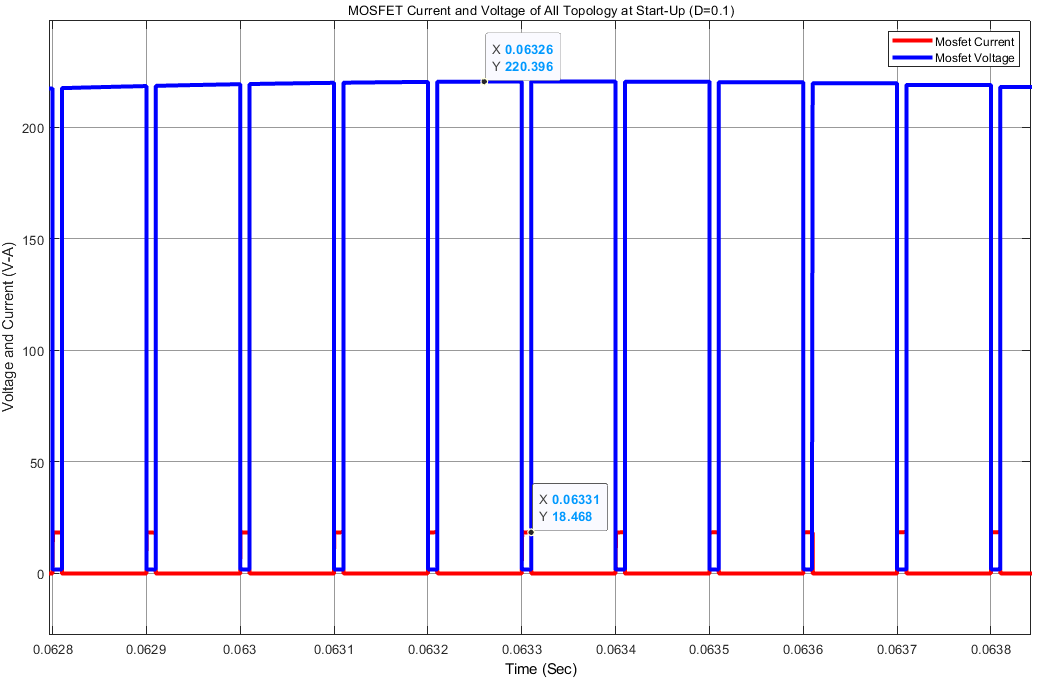 MOSFET Current and Voltage of All Topology at Start-Up (D=0.1)
X 0.06326
Y 220.396
Mosfet Current
Mosfet Voltage
200
150
100
50
0
Voltage and Current (V-A)
X 0.06331
Y 18.468
0.0628 0.0629 0.063 0.0631 0.0632 0.0633 0.0634 0.0635 0.0636 0.0637 0.0638
Time (Sec)